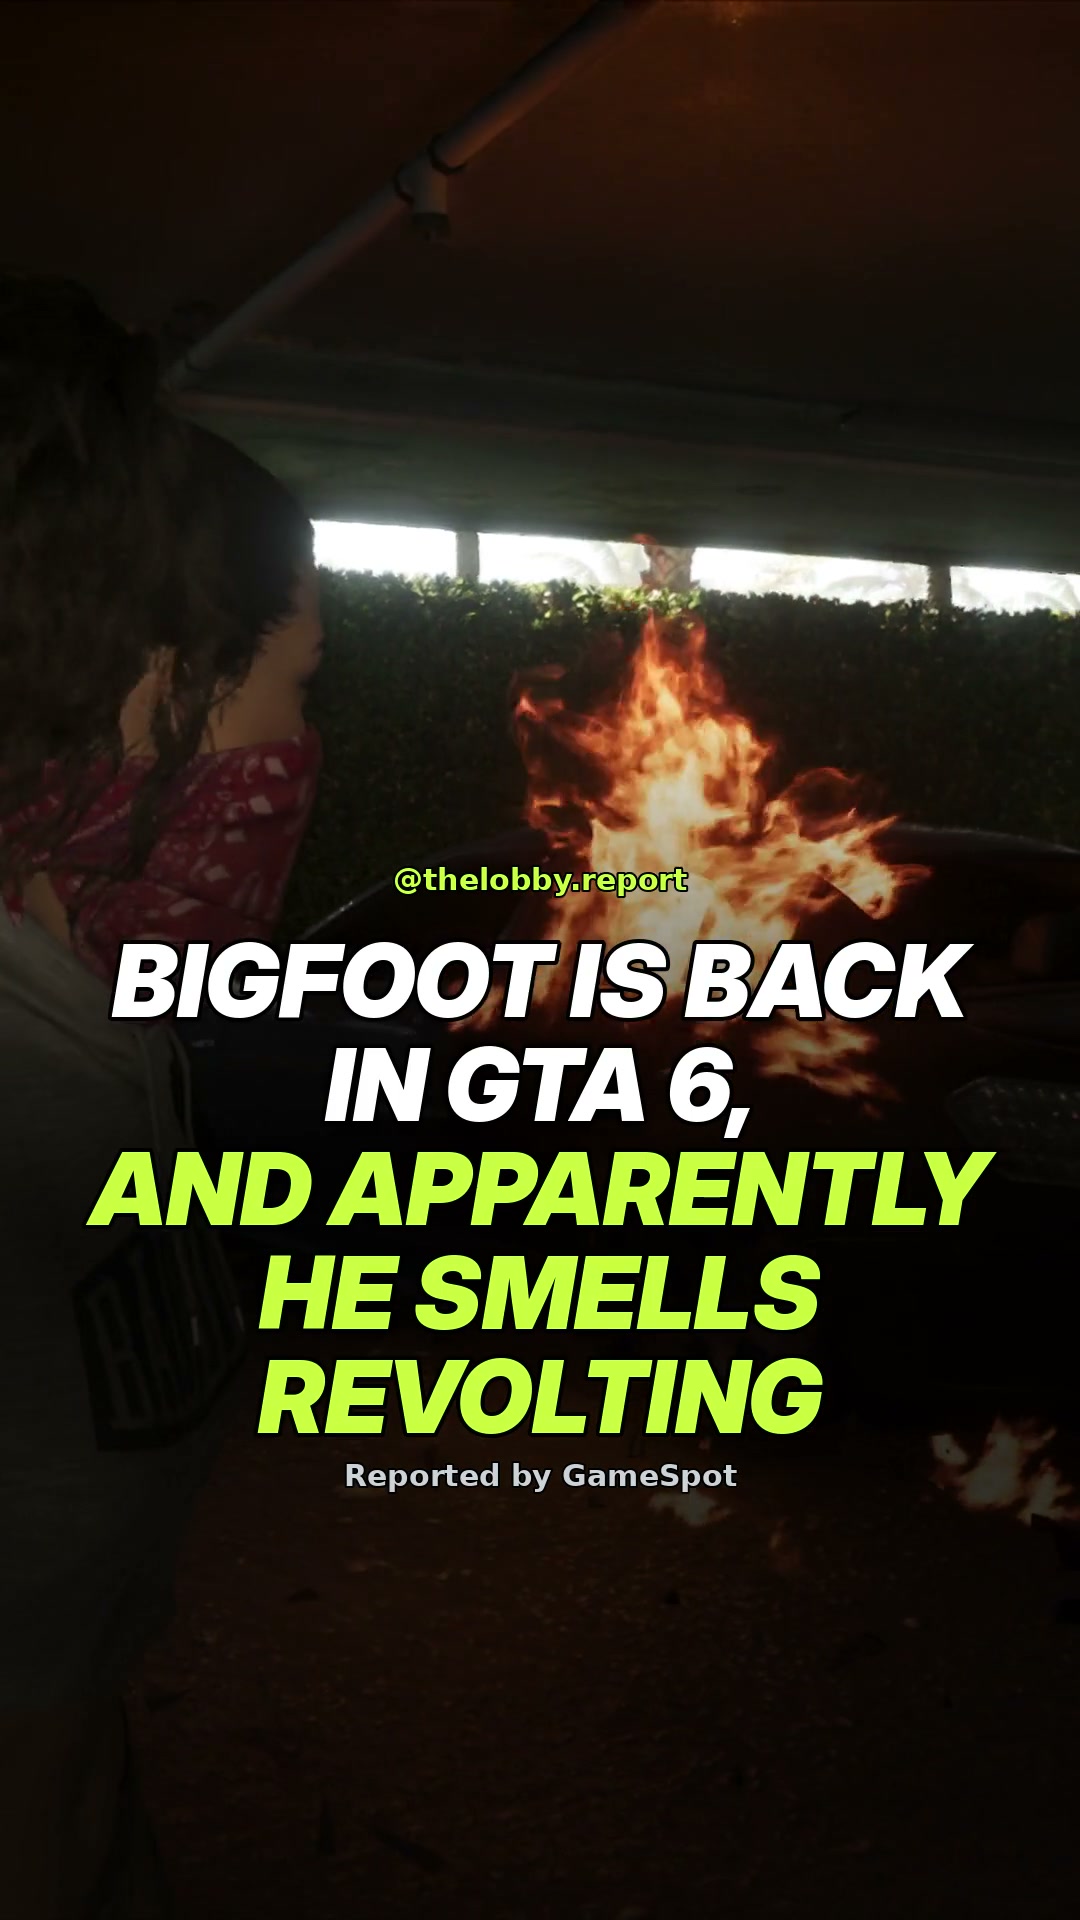 @thelobby.report
BIGFOOT IS BACK
IN GTA 6,
AND APPARENTLY
HE SMELLS
REVOLTING
Reported by GameSpot